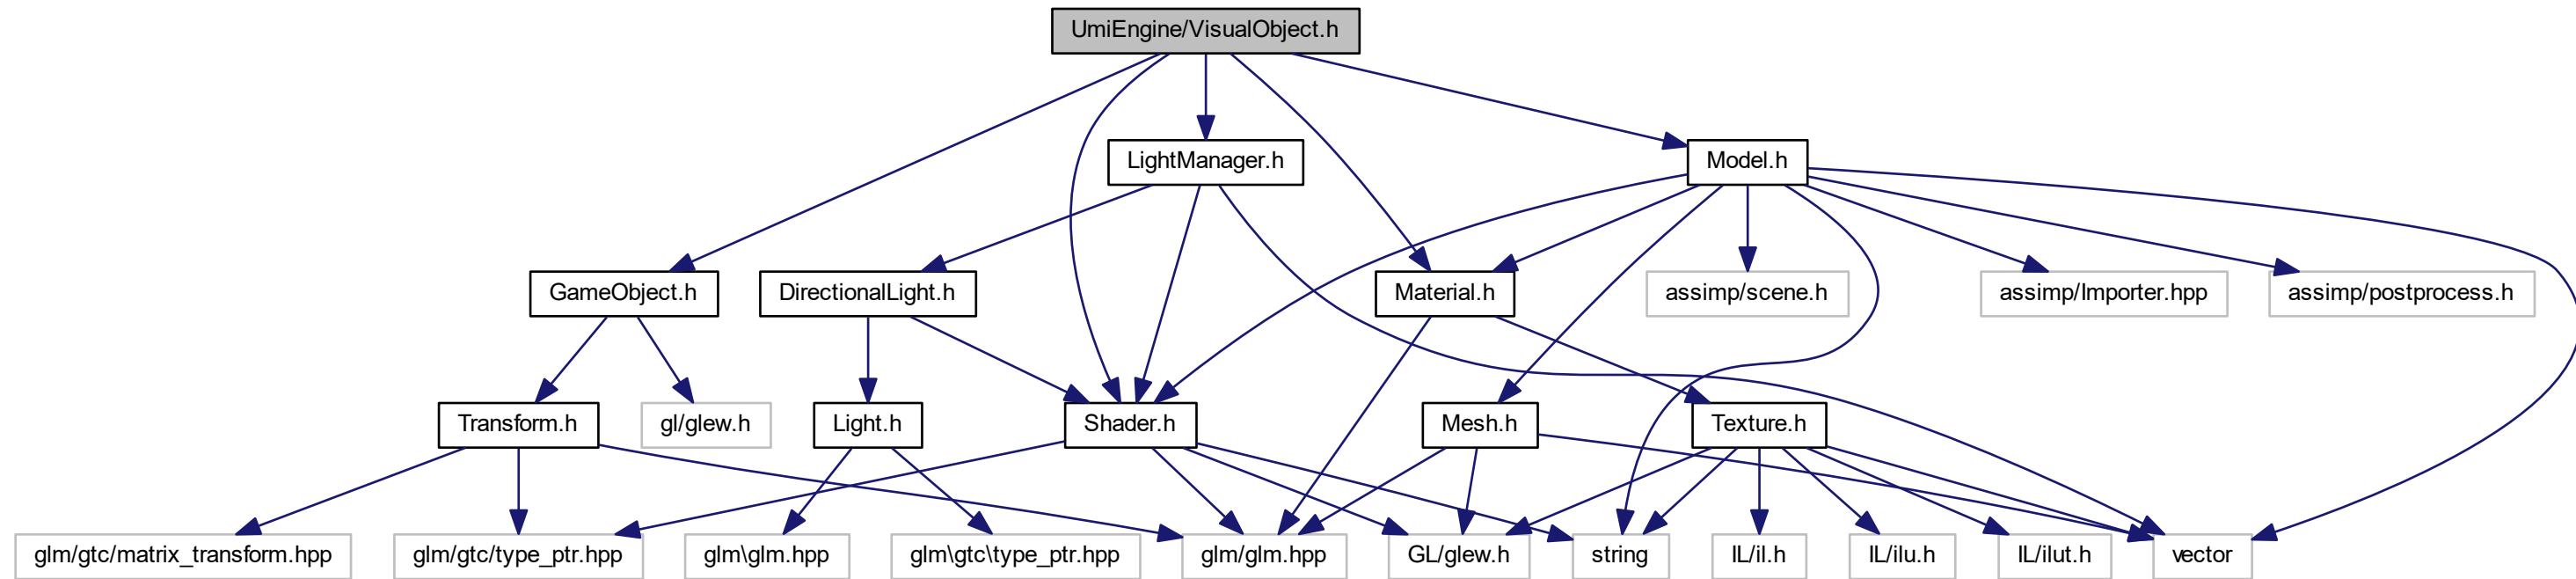 UmiEngine/VisualObject.h
LightManager.h
Model.h
GameObject.h
DirectionalLight.h
Material.h
assimp/scene.h
assimp/Importer.hpp
assimp/postprocess.h
Transform.h
gl/glew.h
Light.h
Shader.h
Mesh.h
Texture.h
glm/gtc/matrix_transform.hpp
glm/gtc/type_ptr.hpp
glm\glm.hpp
glm\gtc\type_ptr.hpp
glm/glm.hpp
GL/glew.h
string
IL/il.h
IL/ilu.h
IL/ilut.h
vector